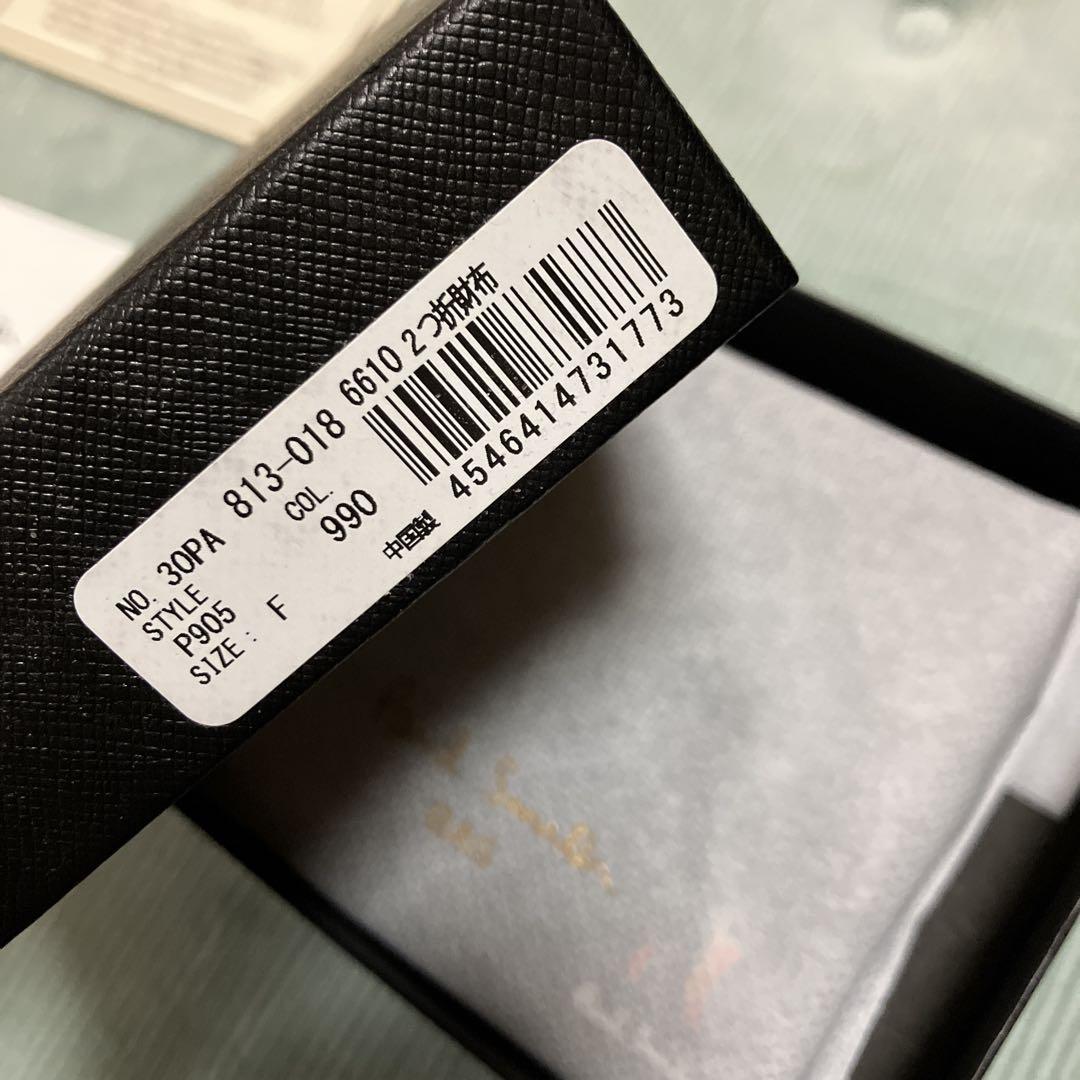 NO. 30PA 813-018 6610 2つ折財布
STYLE COL.
P905 990
SIZE : F 中国製
4546414731773
Smith